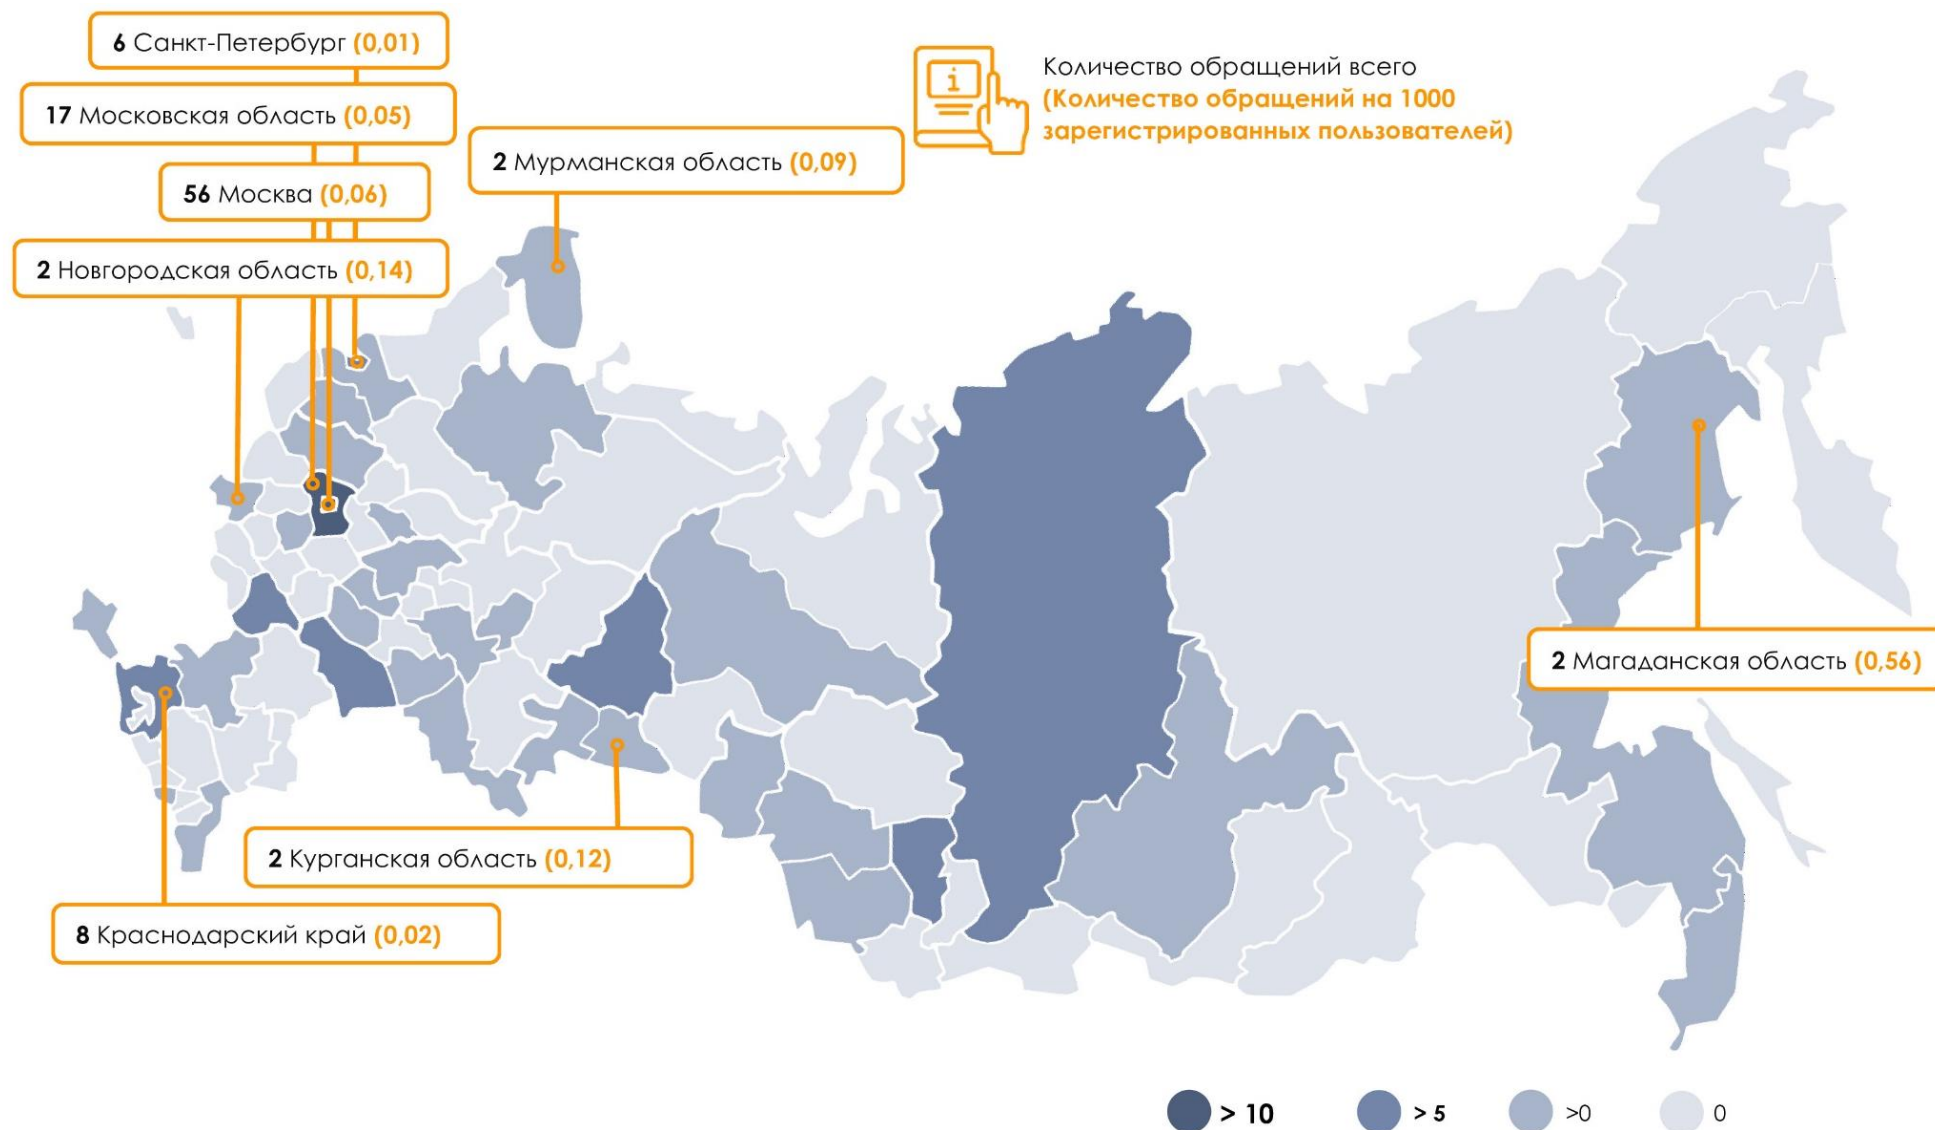 6 Санкт-Петербург (0,01)
17 Московская область (0,05)
56 Москва (0,06)
2 Новгородская область (0,14)
2 Мурманская область (0,09)
i
Количество обращений всего
(Количество обращений на 1000
зарегистрированных пользователей)
2 Магаданская область (0,56)
2 Курганская область (0,12)
8 Краснодарский край (0,02)
> 10
> 5
>0
0